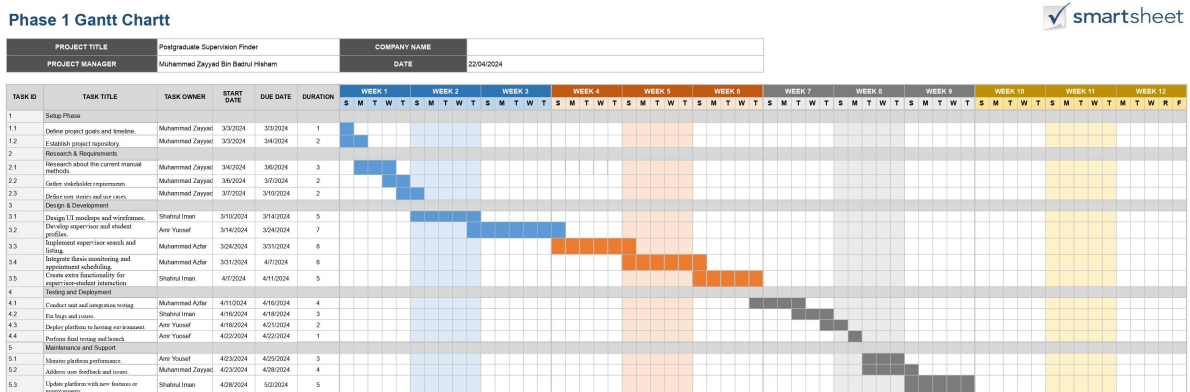 Phase 1 Gantt Chartt
smartsheet
PROJECT TITLE Postgraduate Supervision Finder COMPANY NAME
PROJECT MANAGER Muhammad Zayyad Bin Badrul Hisham DATE 22/04/2024
TASK ID TASK TITLE TASK OWNER START DATE DUE DATE DURATION WEEK 1 WEEK 2 WEEK 3 WEEK 4 WEEK 5 WEEK 6 WEEK 7 WEEK 8 WEEK 9 WEEK 10 WEEK 11 WEEK 12
S M T W T S M T W T S M T W T S M T W T S M T W T S M T W T S M T W T S M T W T S M T W T S M T W T S M T W T S M T R F
1 Setup Phase
1.1 Define project goals and timeline. Muhammad Zayyad 3/3/2024 3/3/2024 1
1.2 Establish project repository. Muhammad Zayyad 3/3/2024 3/4/2024 2
2 Research & Requirements
2.1 Research about the current manual methods. Muhammad Zayyad 3/4/2024 3/6/2024 3
2.2 Gather stakeholder requirements. Muhammad Zayyad 3/6/2024 3/7/2024 2
2.3 Define user stories and use cases. Muhammad Zayyad 3/7/2024 3/10/2024 2
3 Design & Development
3.1 Design UI mockups and wireframes. Shahrul Iman 3/10/2024 3/14/2024 5
3.2 Develop supervisor and student profiles. Amr Yuosef 3/14/2024 3/24/2024 7
3.3 Implement supervisor search and listing. Muhammad Azfar 3/24/2024 3/31/2024 6
3.4 Integrate thesis monitoring and appointment scheduling. Muhammad Azfar 3/31/2024 4/7/2024 6
3.5 Create extra functionality for supervisor-student interaction Shahrul Iman 4/7/2024 4/11/2024 5
4 Testing and Deployment
4.1 Conduct unit and integration testing. Muhammad Azfar 4/11/2024 4/16/2024 4
4.2 Fix bugs and issues. Shahrul Iman 4/16/2024 4/18/2024 3
4.3 Deploy platform to hosting environment. Amr Yuosef 4/18/2024 4/21/2024 2
4.4 Perform final testing and launch. Amr Yuosef 4/22/2024 4/22/2024 1
5 Maintenance and Support
5.1 Monitor platform performance. Amr Yousef 4/23/2024 4/25/2024 3
5.2 Address user feedback and issues. Muhammad Zayyad 4/23/2024 4/28/2024 4
5.3 Update platform with new features or improvements. Shahrul Iman 4/28/2024 5/2/2024 5